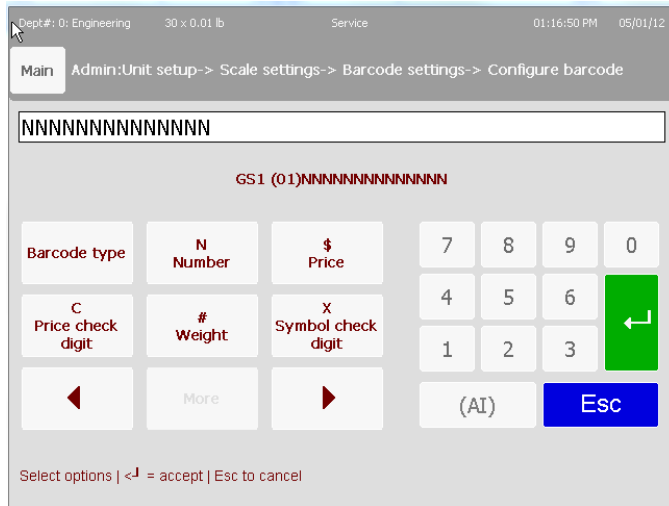 Dept#: 0: Engineering 30 x 0.01 lb Service 01:16:50 PM 05/01/12
Main Admin:Unit setup-> Scale settings-> Barcode settings-> Configure barcode
NNNNNNNNNNNNNN
GS1 (01)NNNNNNNNNNNNNN
Barcode type
N
Number
$
Price
7 8 9 0
C
Price check
digit
#
Weight
X
Symbol check
digit
4 5 6
1 2 3
More
(AI) Esc
Select options | <┘ = accept | Esc to cancel